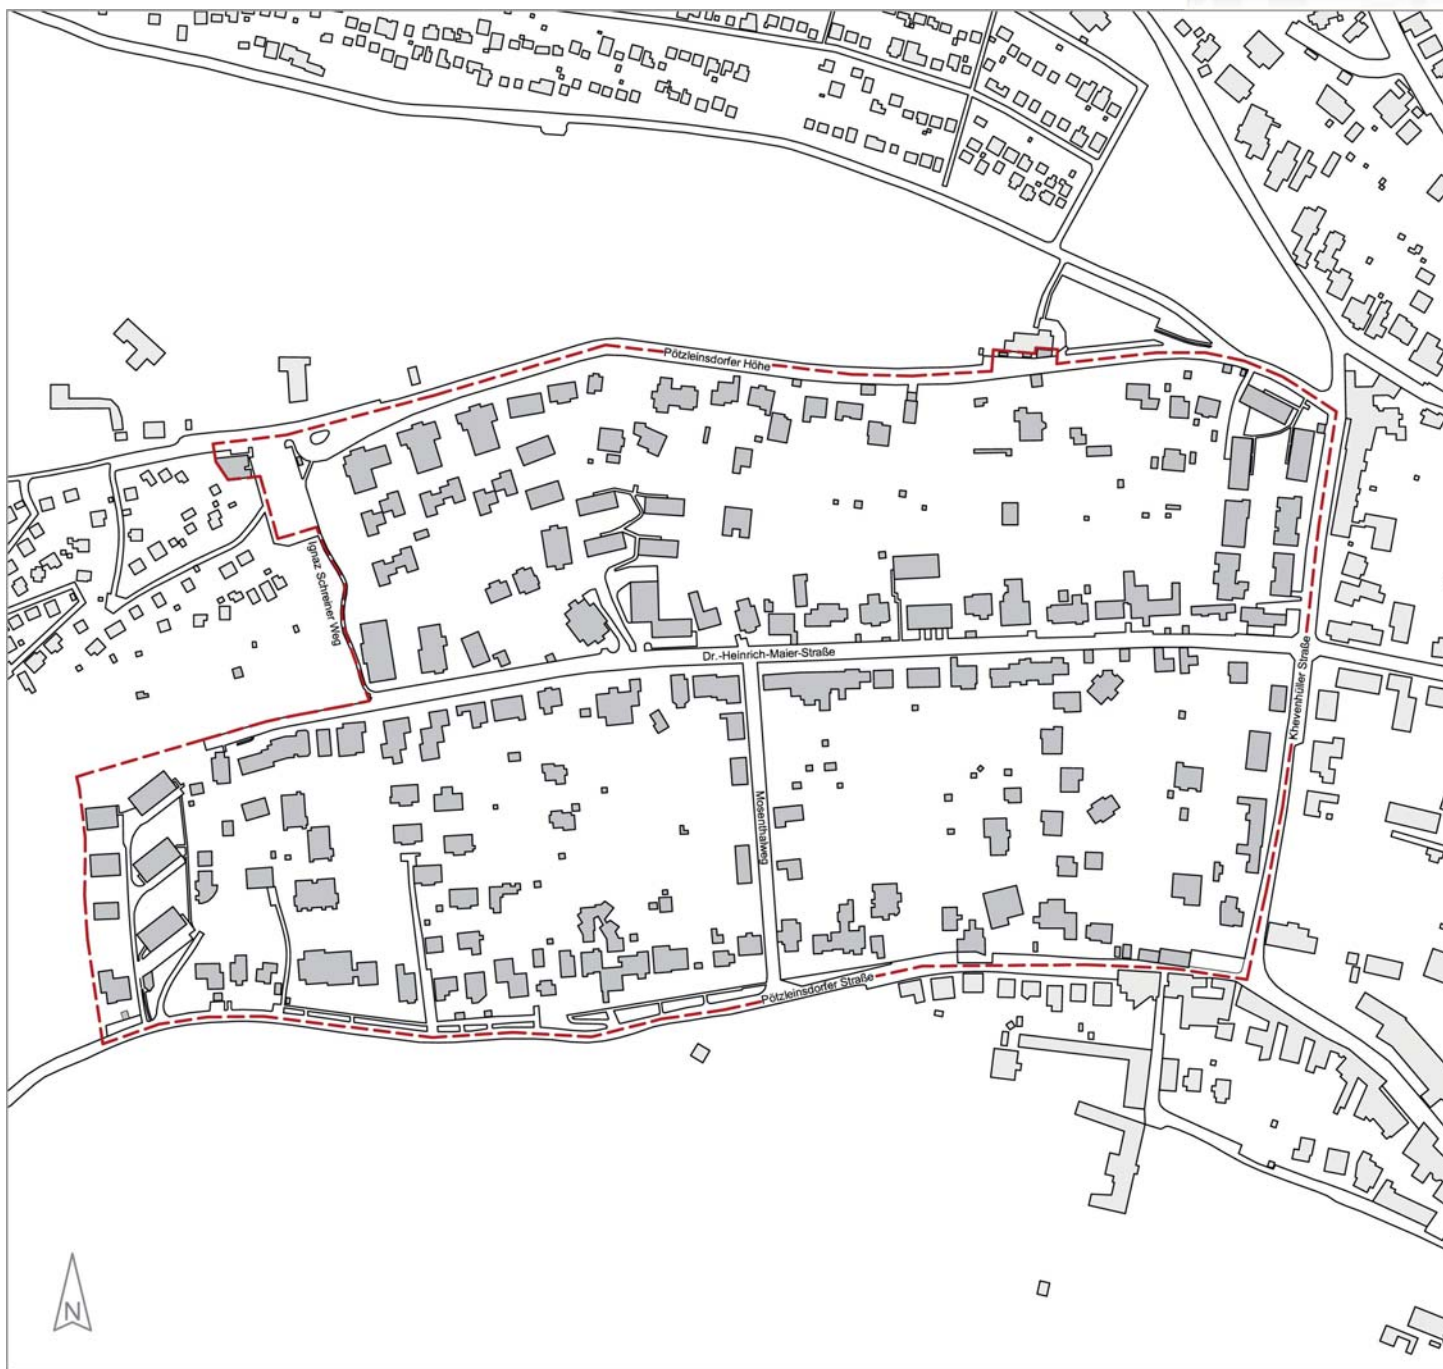 Pötzleinsdorfer Höhe
Ignaz Schreiner Weg
Dr.-Heinrich-Maier-Straße
Khevenhüller Straße
Mosenthalweg
Pötzleinsdorfer Straße
N